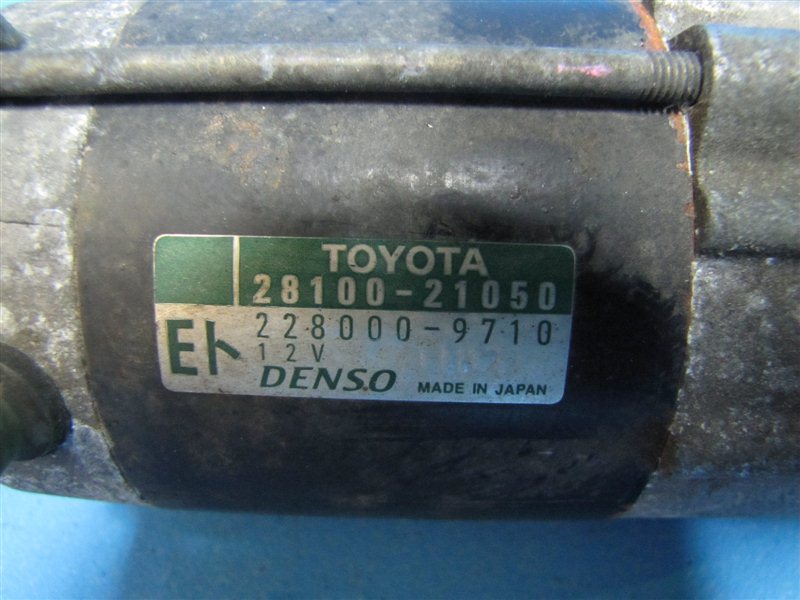 TOYOTA
28100-21050
228000-9710
Eト
12V
DENSO MADE IN JAPAN